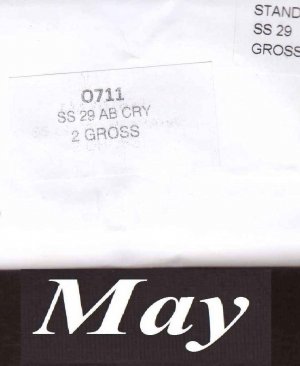 STAND
SS 29
GROSS
0711
SS 29 AB CRY
2 GROSS
May